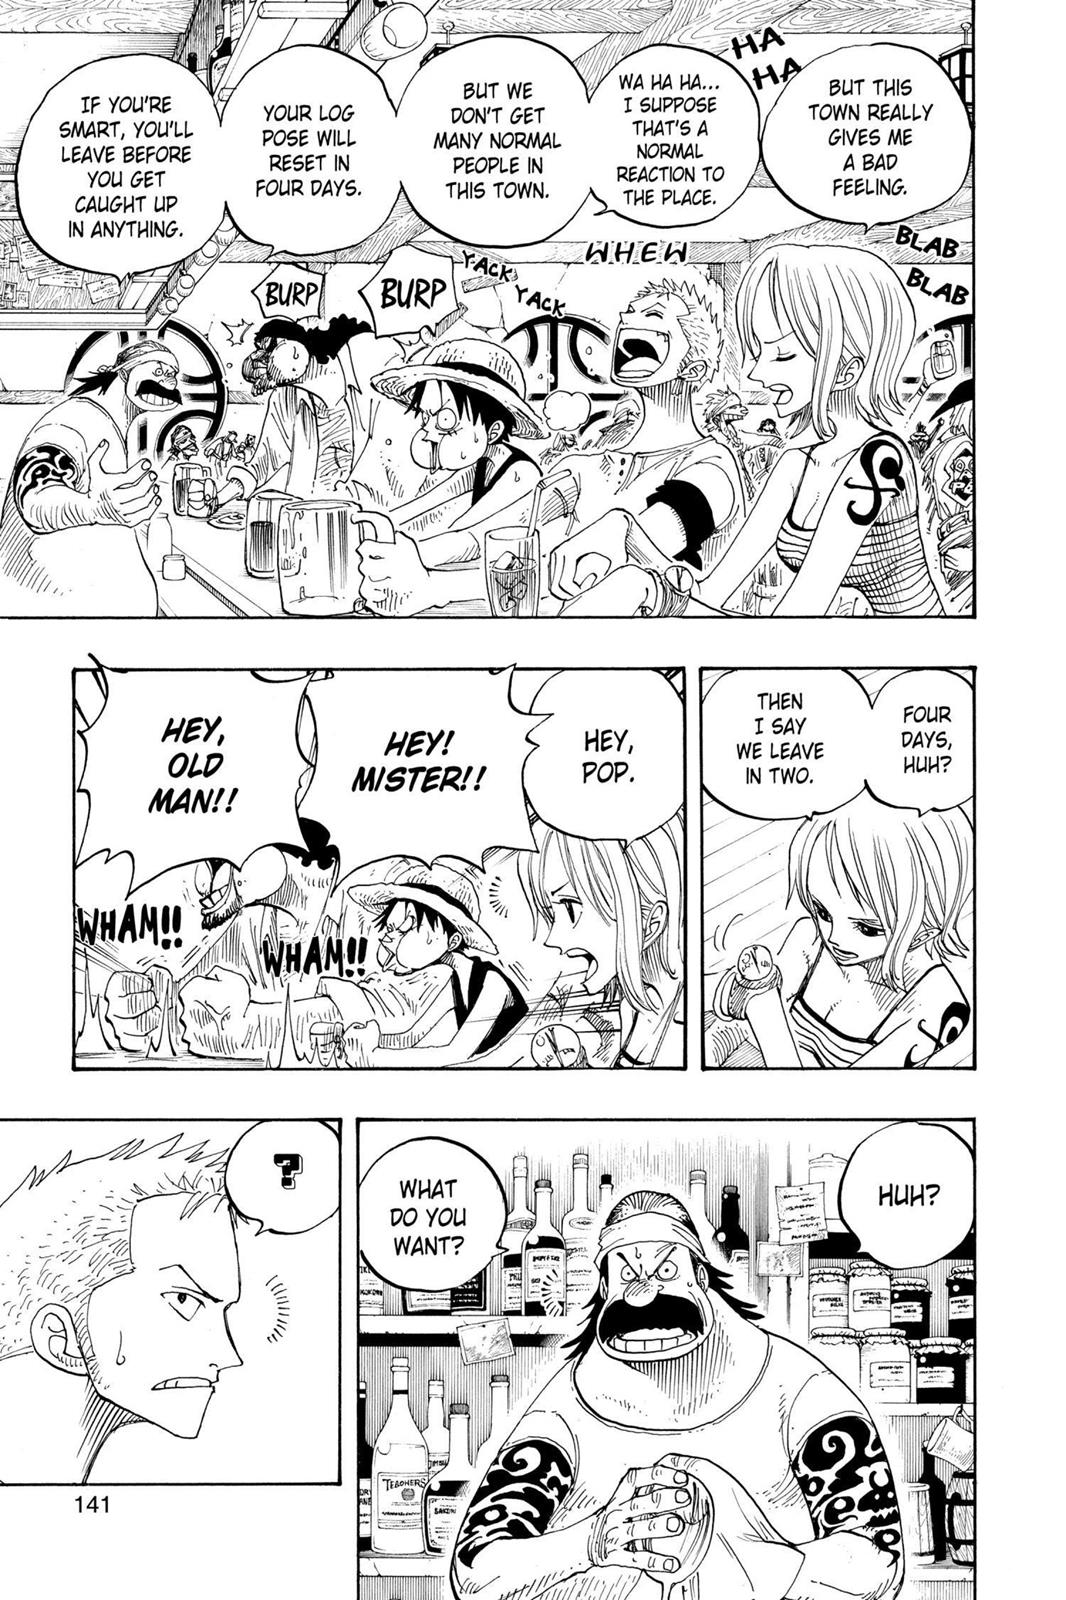 HA
HA
BUT THIS
TOWN REALLY
GIVES ME
A BAD
FEELING.
WA HA HA...
I SUPPOSE
THAT'S A
NORMAL
REACTION TO
THE PLACE.
BUT WE
DON'T GET
MANY NORMAL
PEOPLE IN
THIS TOWN.
YOUR LOG
POSE WILL
RESET IN
FOUR DAYS.
IF YOU'RE
SMART, YOU'LL
LEAVE BEFORE
YOU GET
CAUGHT UP
IN ANYTHING.
BLAB
BLAB
WHEW
YACK
YACK
BURP
BURP
FOUR
DAYS,
HUH?
THEN
I SAY
WE LEAVE
IN TWO.
HEY,
POP.
HEY!
MISTER!!
HEY,
OLD
MAN!!
WHAM!!
WHAM!!
HUH?
WHAT
DO YOU
WANT?
TEACHERS
?
141